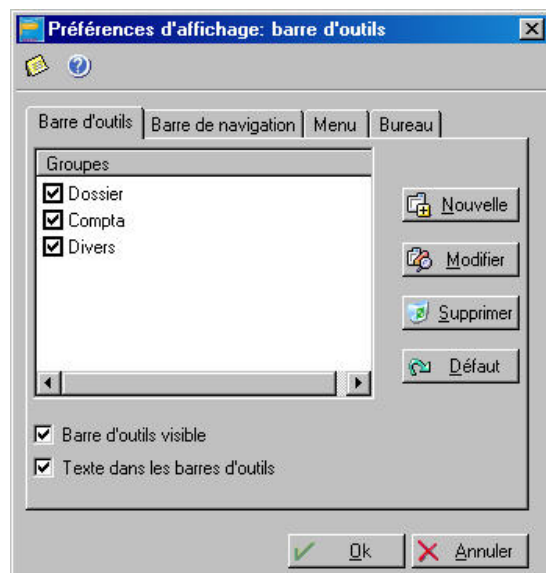 Préférences d'affichage: barre d'outils
Barre d'outils
Barre de navigation
Menu
Bureau
Groupes
Dossier
Compta
Divers
Nouvelle
Modifier
Supprimer
Défaut
Barre d'outils visible
Texte dans les barres d'outils
Ok
Annuler